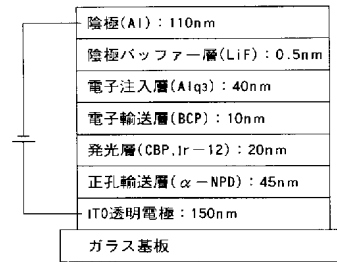 陰極(Al)：110nm
陰極バッファー層(LiF)：0.5nm
電子注入層(Alq3)：40nm
電子輸送層(BCP)：10nm
発光層(CBP,Ir−12)：20nm
正孔輸送層(α−NPD)：45nm
ITO透明電極：150nm
ガラス基板